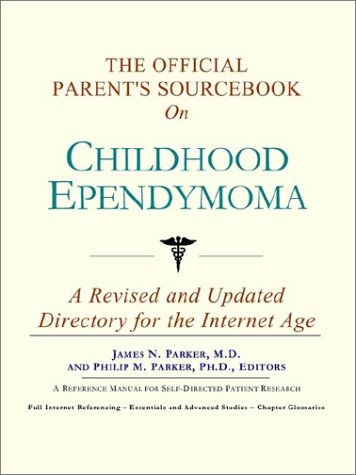 THE OFFICIAL
PARENT'S SOURCEBOOK
On
CHILDHOOD
EPENDYMOMA
A Revised and Updated
Directory for the Internet Age
JAMES N. PARKER, M.D.
AND PHILIP M. PARKER, PH.D., EDITORS
A REFERENCE MANUAL FOR SELF-DIRECTED PATIENT RESEARCH
Full Internet Referencing – Essentials and Advanced Studies – Chapter Glossaries